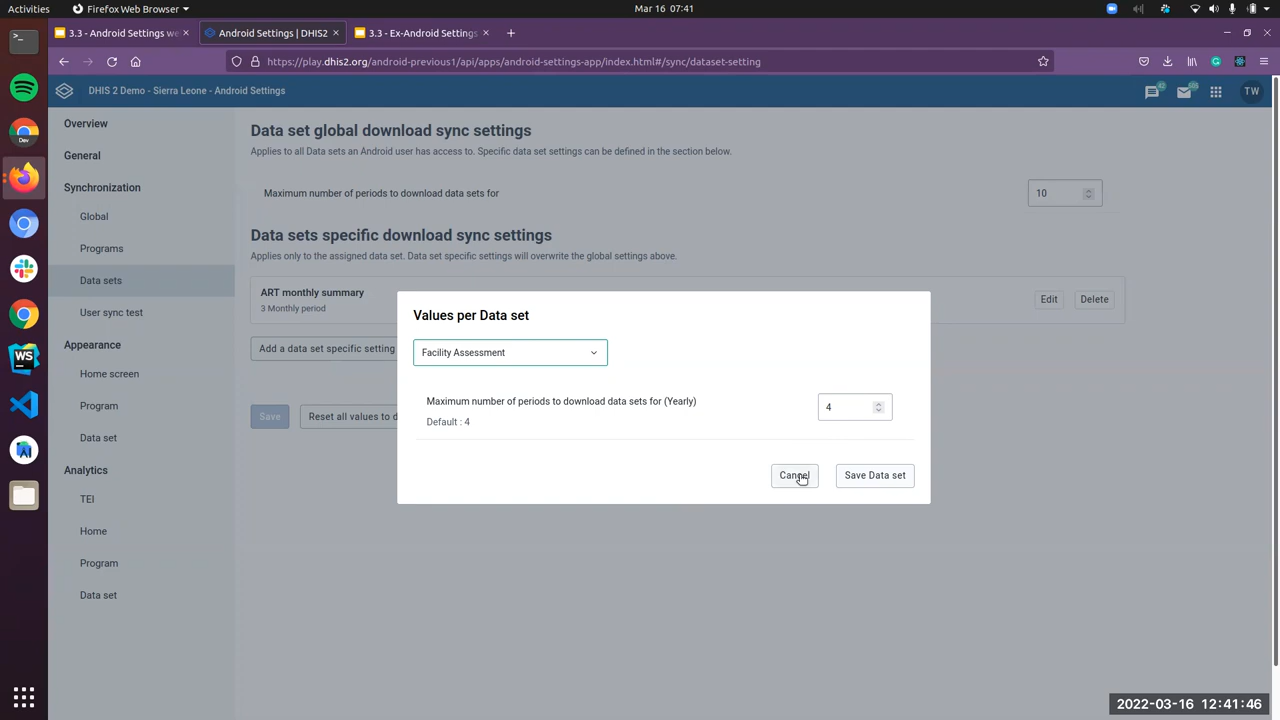 Activities
Firefox Web Browser
Mar 16 07:41
3.3 - Android Settings we
Android Settings | DHIS2
3.3 - Ex-Android Settings
https://play.dhis2.org/android-previous1/api/apps/android-settings-app/index.html#/sync/dataset-setting
DHIS 2 Demo - Sierra Leone - Android Settings
TW
Overview
General
Synchronization
Global
Programs
Data sets
User sync test
Appearance
Home screen
Program
Data set
Analytics
TEI
Home
Program
Data set
Data set global download sync settings
Applies to all Data sets an Android user has access to. Specific data set settings can be defined in the section below.
Maximum number of periods to download data sets for
10
Data sets specific download sync settings
Applies only to the assigned data set. Data set specific settings will overwrite the global settings above.
ART monthly summary
3 Monthly period
Edit
Delete
Add a data set specific setting
Save
Reset all values to d
Values per Data set
Facility Assessment
Maximum number of periods to download data sets for (Yearly)
4
Default : 4
Cancel
Save Data set
Dev
WS
2022-03-16 12:41:46